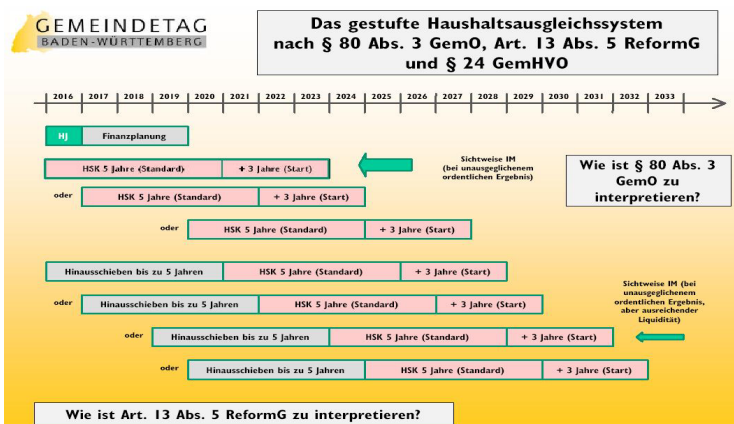 GEMEINDETAG
BADEN-WÜRTTEMBERG
Das gestufte Haushaltsausgleichssystem
nach § 80 Abs. 3 GemO, Art. 13 Abs. 5 ReformG
und § 24 GemHVO
2016 2017 2018 2019 2020 2021 2022 2023 2024 2025 2026 2027 2028 2029 2030 2031 2032 2033
HJ Finanzplanung
HSK 5 Jahre (Standard) + 3 Jahre (Start)
Sichtweise IM
(bei unausgeglichenem
ordentlichen Ergebnis)
Wie ist § 80 Abs. 3
GemO zu
interpretieren?
oder HSK 5 Jahre (Standard) + 3 Jahre (Start)
oder HSK 5 Jahre (Standard) + 3 Jahre (Start)
Hinausschieben bis zu 5 Jahren HSK 5 Jahre (Standard) + 3 Jahre (Start)
Sichtweise IM (bei
unausgeglichenem
ordentlichen Ergebnis,
aber ausreichender
Liquidität)
oder Hinausschieben bis zu 5 Jahren HSK 5 Jahre (Standard) + 3 Jahre (Start)
oder Hinausschieben bis zu 5 Jahren HSK 5 Jahre (Standard) + 3 Jahre (Start)
oder Hinausschieben bis zu 5 Jahren HSK 5 Jahre (Standard) + 3 Jahre (Start)
Wie ist Art. 13 Abs. 5 ReformG zu interpretieren?